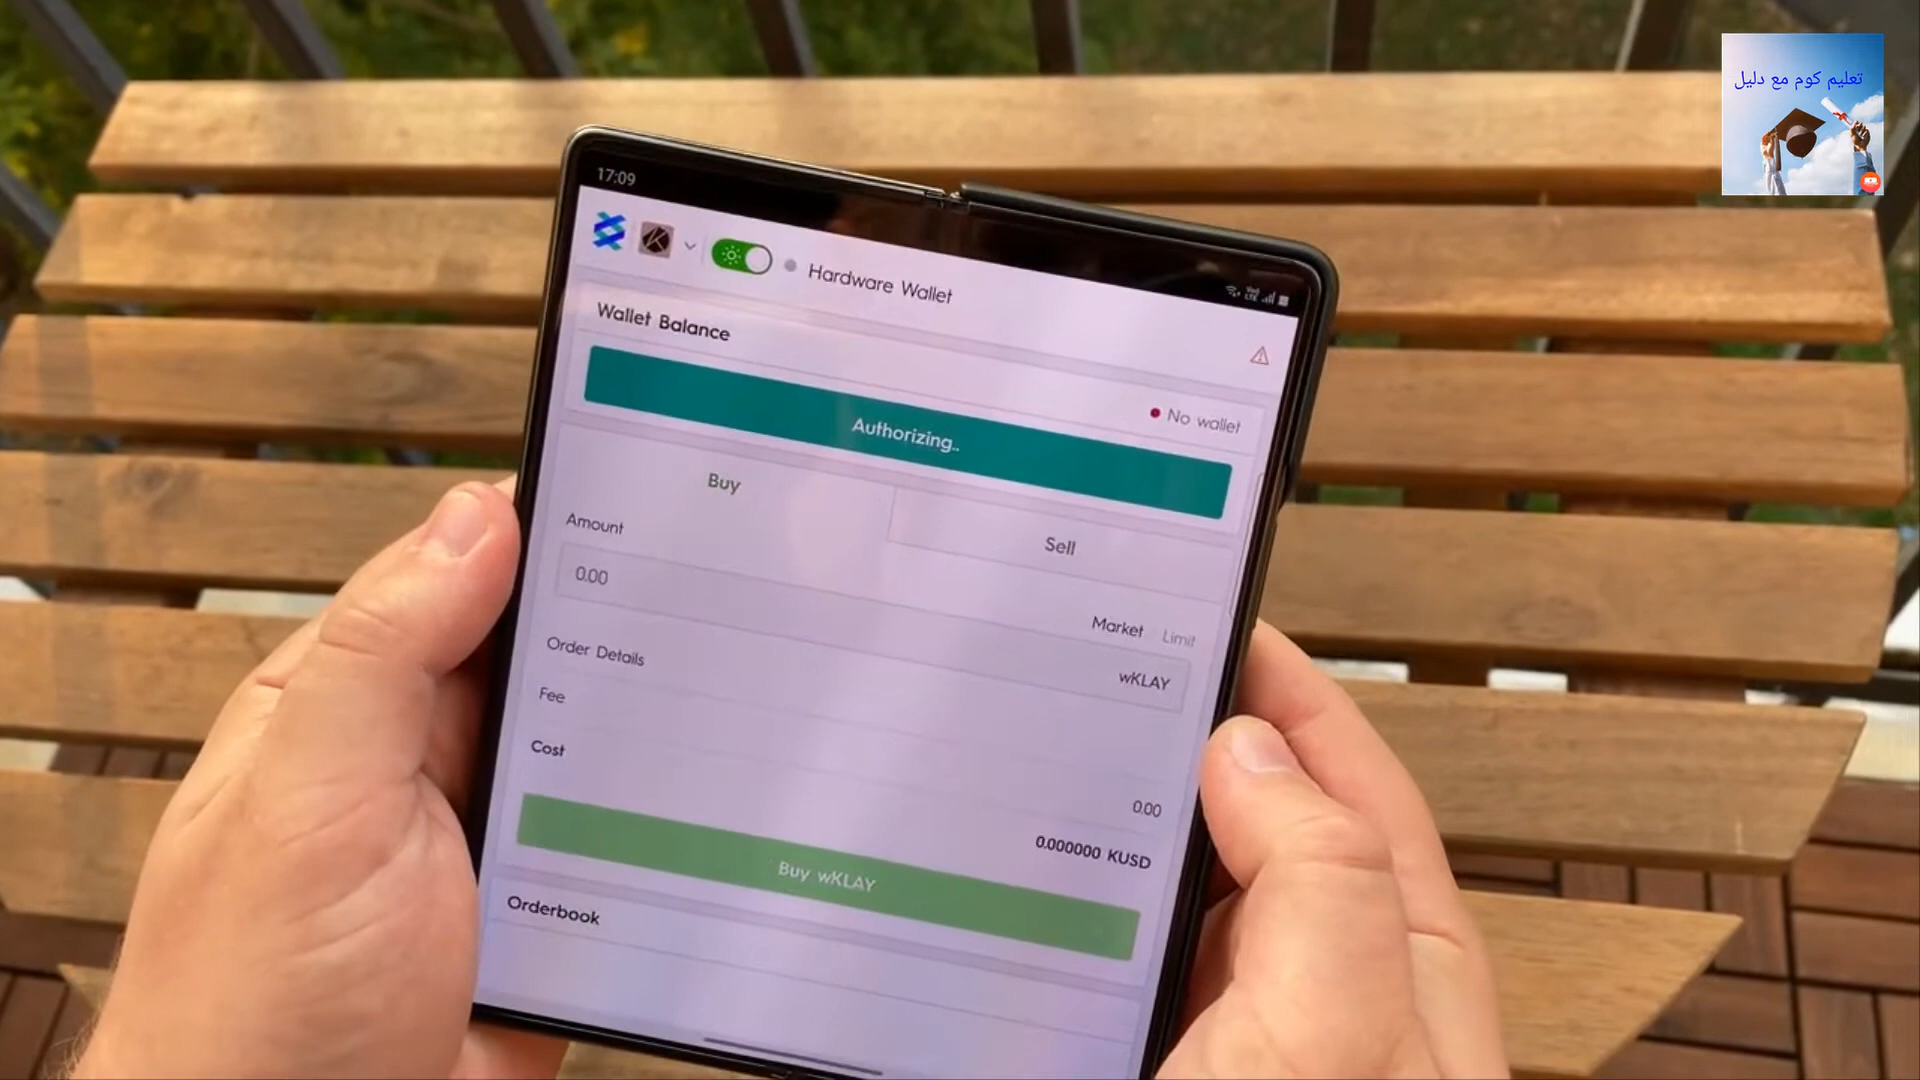 تعليم كوم مع دليل
17:09
Hardware Wallet
Wallet Balance
No wallet
Authorizing..
Buy
Sell
Amount
0.00
Market Limit
wKLAY
Order Details
Fee
0.00
Cost
0.000000 KUSD
Buy wKLAY
Orderbook